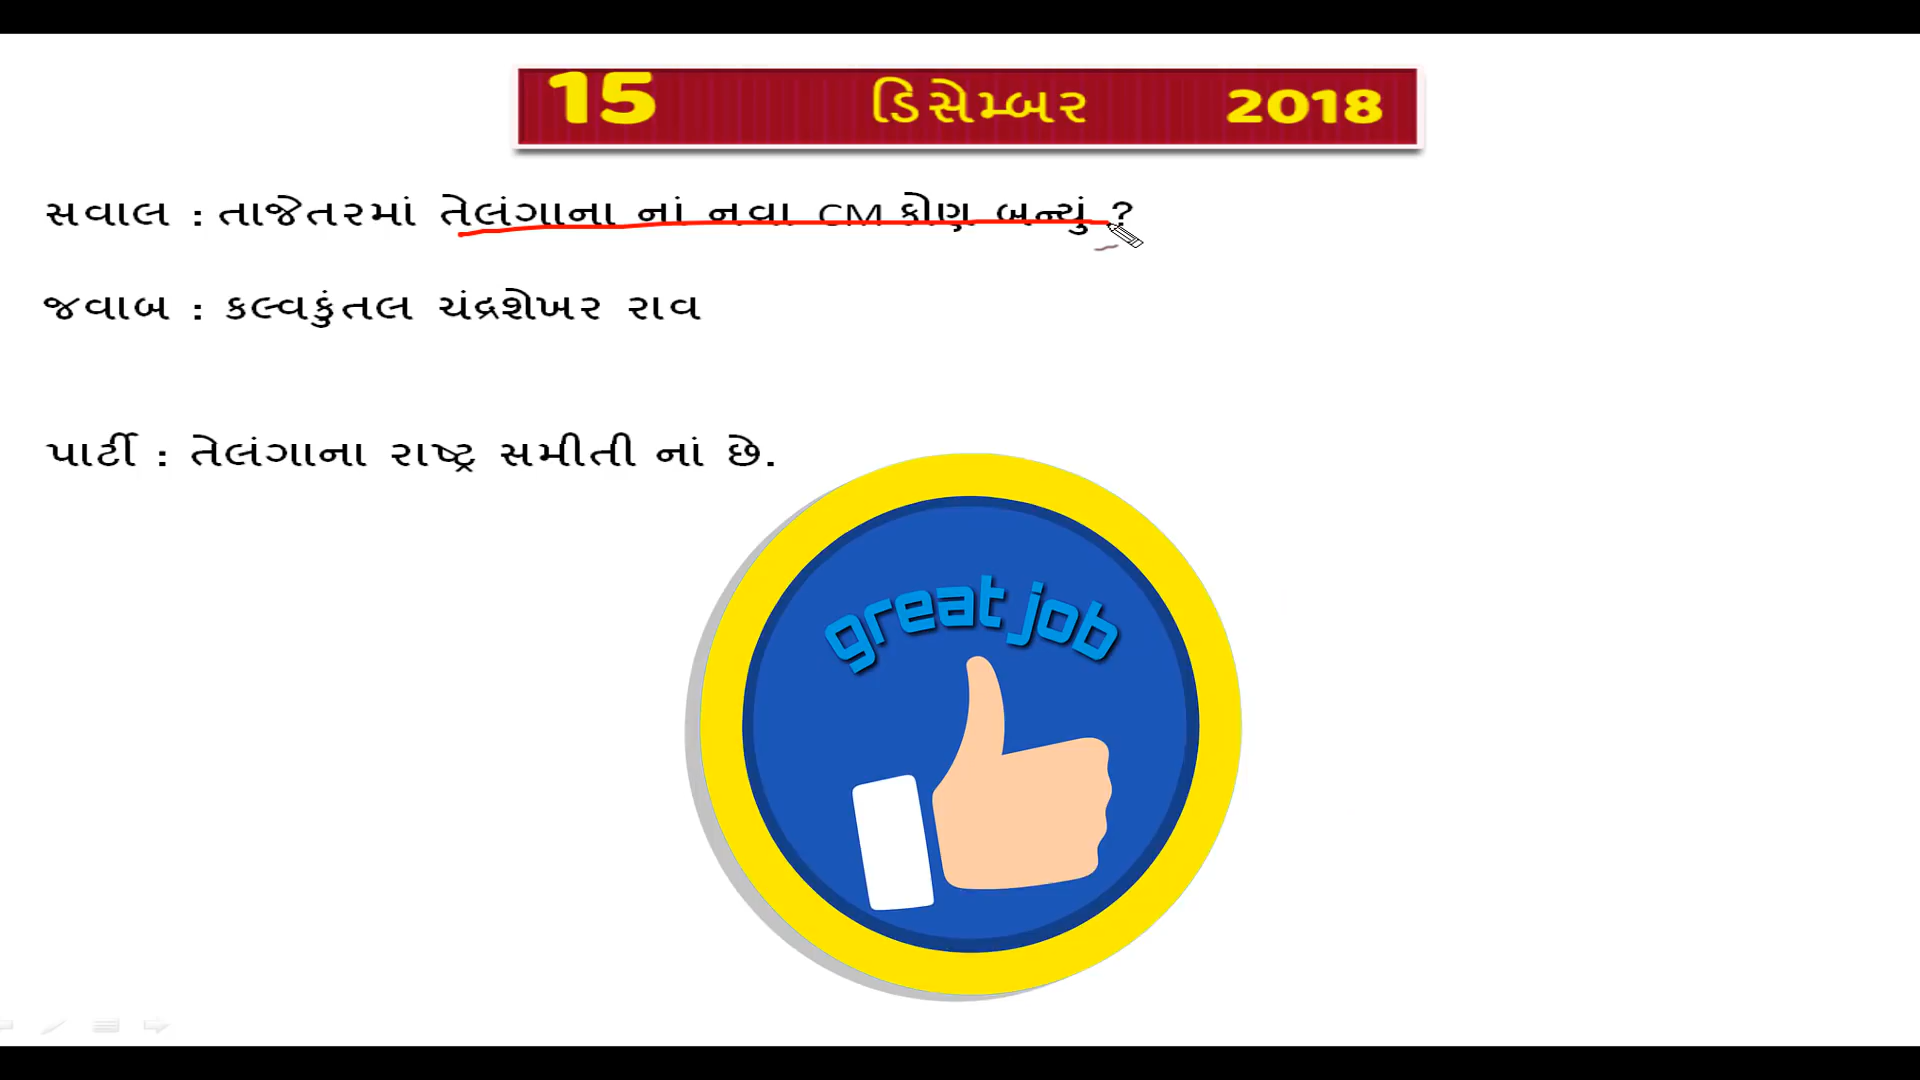 15 ડિસેમ્બર 2018
સવાલ : તાજેતરમાં તેલંગાના નાં નવા CM કોણ બન્યું ?
જવાબ : કલ્વકુંતલ ચંદ્રશેખર રાવ
પાર્ટી : તેલંગાના રાષ્ટ્ર સમીતી નાં છે.
great job